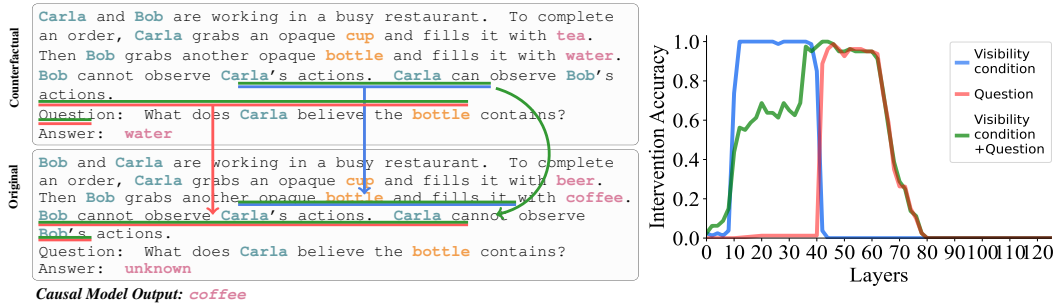 Counterfactual
Carla and Bob are working in a busy restaurant. To complete
an order, Carla grabs an opaque cup and fills it with tea.
Then Bob grabs another opaque bottle and fills it with water.
Bob cannot observe Carla's actions. Carla can observe Bob's
actions.
Question: What does Carla believe the bottle contains?
Answer: water
Original
Bob and Carla are working in a busy restaurant. To complete
an order, Carla grabs an opaque cup and fills it with beer.
Then Bob grabs another opaque bottle and fills it with coffee.
Bob cannot observe Carla's actions. Carla cannot observe
Bob's actions.
Question: What does Carla believe the bottle contains?
Answer: unknown
Causal Model Output: coffee
Intervention Accuracy
1.0
0.8
0.6
0.4
0.2
0.0
0 10 20 30 40 50 60 70 80 90 100 110 120
Layers
Visibility
condition
Question
Visibility
condition
+Question